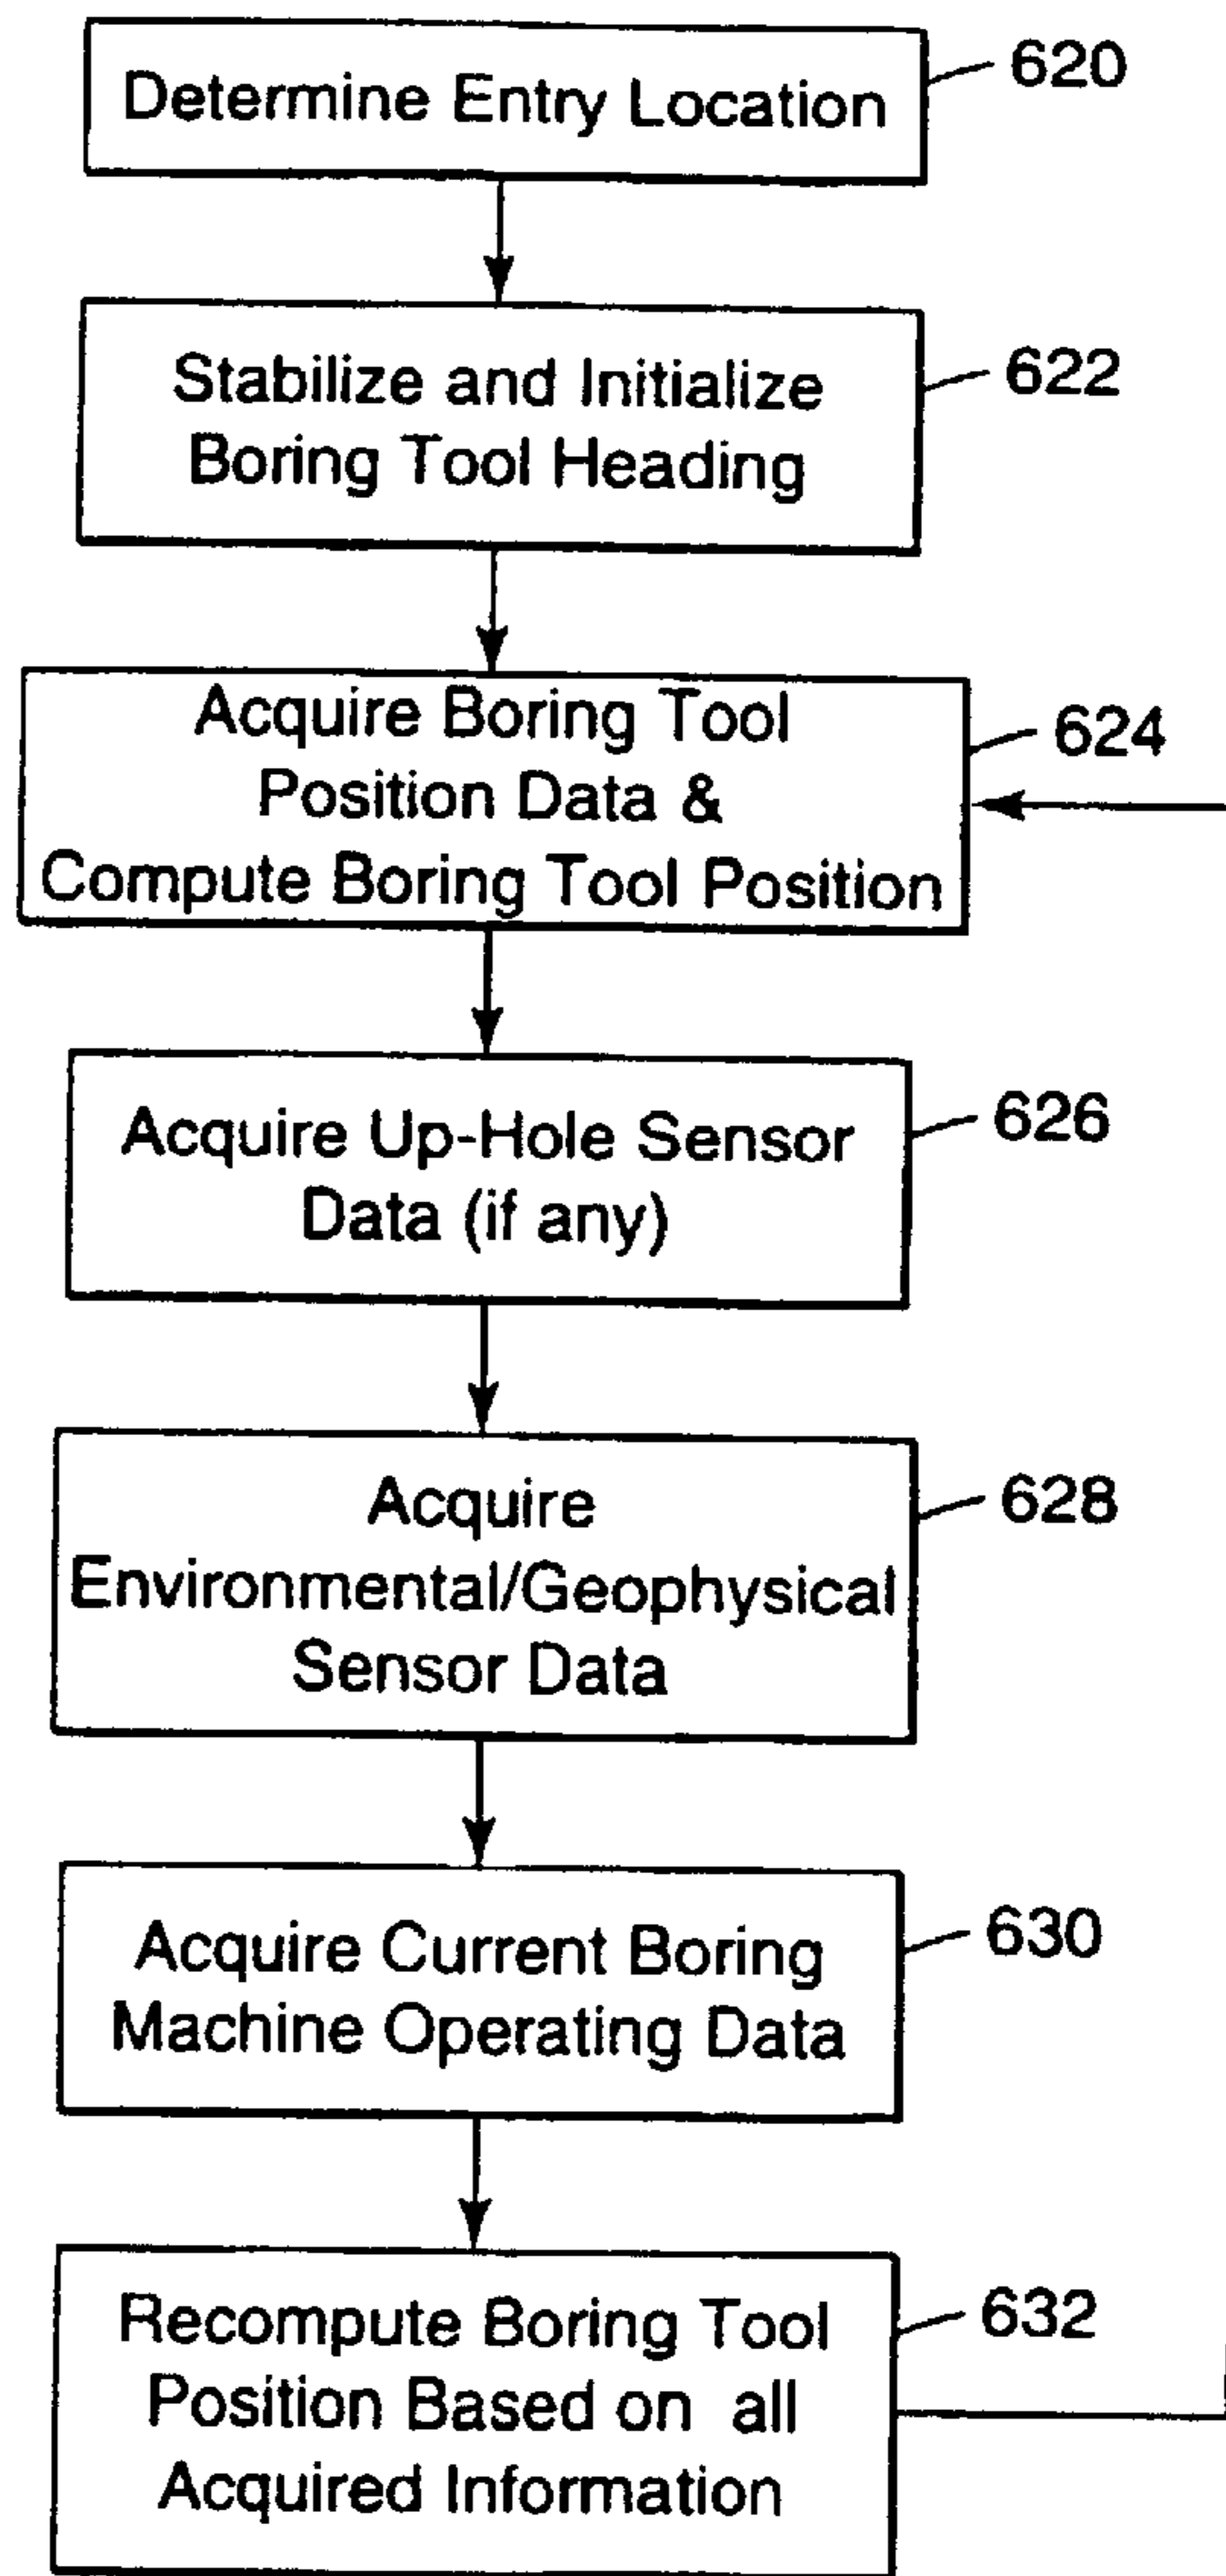 Determine Entry Location
620
Stabilize and Initialize
Boring Tool Heading
622
Acquire Boring Tool
Position Data &
Compute Boring Tool Position
624
Acquire Up-Hole Sensor
Data (if any)
626
Acquire
Environmental/Geophysical
Sensor Data
628
Acquire Current Boring
Machine Operating Data
630
Recompute Boring Tool
Position Based on all
Acquired Information
632